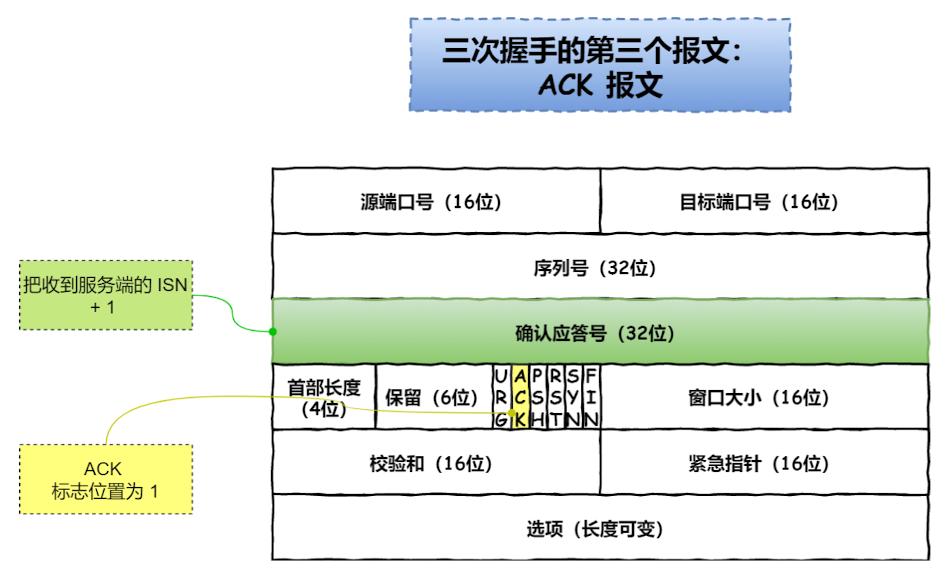 三次握手的第三个报文：
ACK 报文
源端口号（16位）
目标端口号（16位）
序列号（32位）
把收到服务端的 ISN
+ 1
确认应答号（32位）
首部长度
（4位）
保留（6位）
URG
ACK
PSH
RST
SYN
FIN
窗口大小（16位）
ACK
标志位置为 1
校验和（16位）
紧急指针（16位）
选项（长度可变）